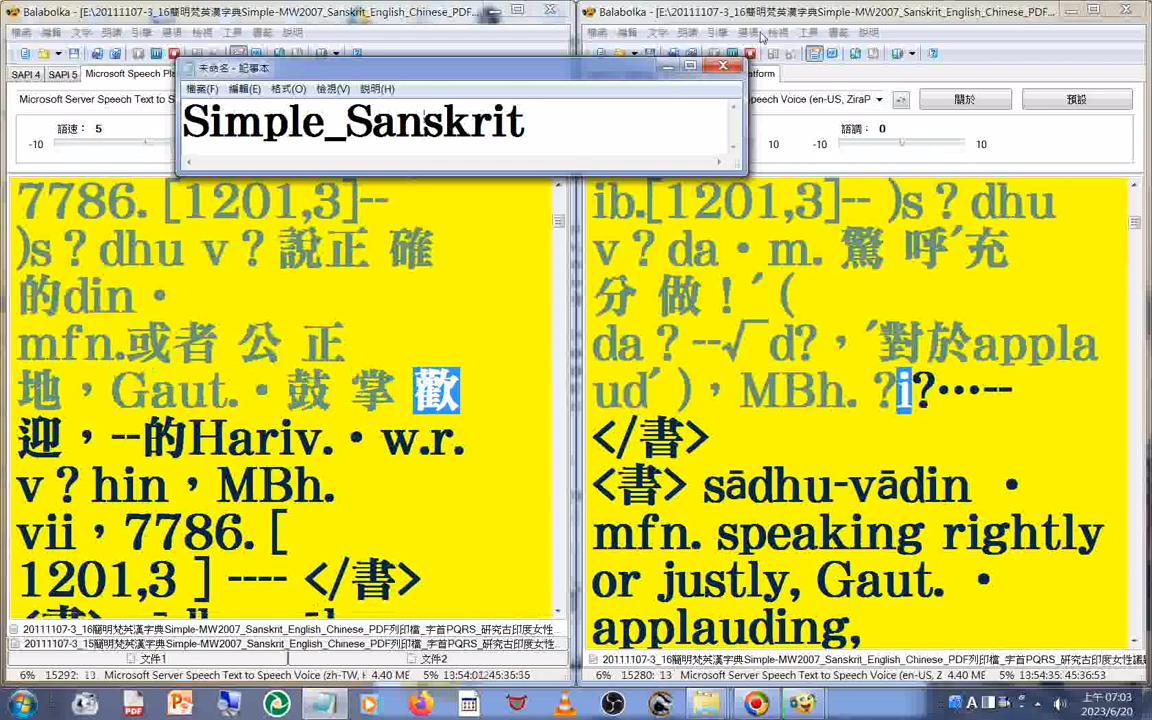 Balabolka - [E:\20111107-3_16簡明梵英漢字典Simple-MW2007_Sanskrit_English_Chinese_PDF...
Balabolka - [E:\20111107-3_16簡明梵英漢字典Simple-MW2007_Sanskrit_English_Chinese_PDF...
SAPI 4
SAPI 5
Microsoft Speech Pl
未命名 - 記事本
檔案(F) 編輯(E) 格式(O) 檢視(V) 說明(H)
Simple_Sanskrit
Microsoft Server Speech Text to S
語速： 5
-10
peech Voice (en-US, ZiraP
關於
預設
語調： 0
10
-10
10
7786. [1201,3]--
)s？dhu v？說正 確
的din・
mfn.或者 公 正
地，Gaut.・鼓 掌 歡
迎，--的Hariv.・w.r.
v？hin，MBh.
vii，7786. [
1201,3 ] ---- </書>
ib.[1201,3]-- )s？dhu
v？da・m. 驚 呼´充
分 做！´(
da？--√d?，´對於appla
ud´)，MBh. ?i?…--
</書>
<書> sādhu-vādin ・
mfn. speaking rightly
or justly, Gaut. ・
applauding,
20111107-3_16簡明梵英漢字典Simple-MW2007_Sanskrit_English_Chinese_PDF列印檔_字首PQRS_研究古印度女性...
20111107-3_15簡明梵英漢字典Simple-MW2007_Sanskrit_English_Chinese_PDF列印檔_字首PQRS_研究古印度女性...
文件1
文件2
20111107-3_16簡明梵英漢字典Simple-MW2007_Sanskrit_English_Chinese_PDF列印檔_字首PQRS_研究古印度女性議
6% 15292: 13 Microsoft Server Speech Text to Speech Voice (zh-TW, H 4.40 ME
6% 15280: 13 Microsoft Server Speech Text to Speech Voice (en-US, Z 4.40 ME 5% 13:54:01 45:36:53
上午 07:03
2023/6/20